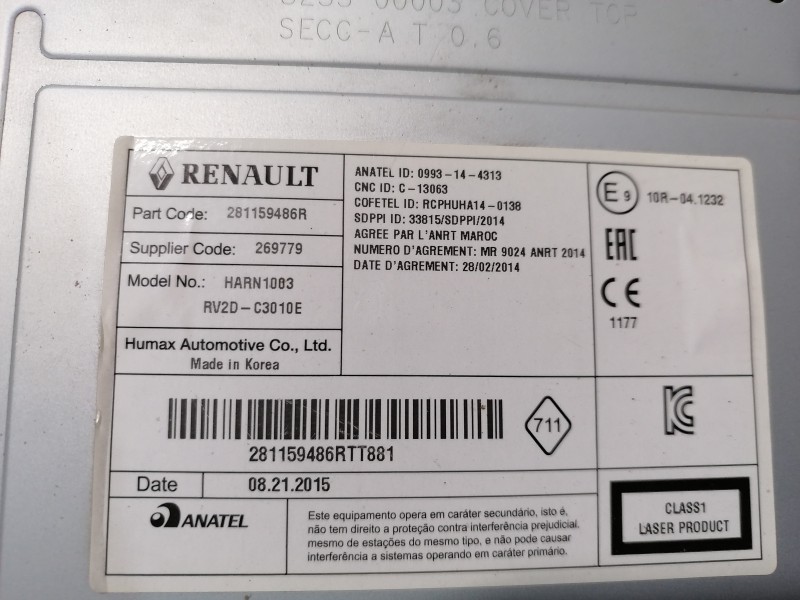 00003 COVER TOP
SECC-A T 0.6
RENAULT
Part Code: 281159486R
Supplier Code: 269779
Model No.: HARN1003
RV2D-C3010E
Humax Automotive Co., Ltd.
Made in Korea
ANATEL ID: 0993-14-4313
CNC ID: C-13063
COFETEL ID: RCPHUHA14-0138
SDPPI ID: 33815/SDPPI/2014
AGREE PAR L'ANRT MAROC
NUMERO D'AGREMENT: MR 9024 ANRT 2014
DATE D'AGREMENT: 28/02/2014
E9 10R-04.1232
EAC
CE
1177
281159486RTT881
711
KC
Date 08.21.2015
ANATEL
Este equipamento opera em caráter secundário, isto é,
não tem direito a proteção contra interferência prejudicial.
mesmo de estações do mesmo tipo, e não pode causar
interferência a sistemas operando em caráter primário.
CLASS1
LASER PRODUCT